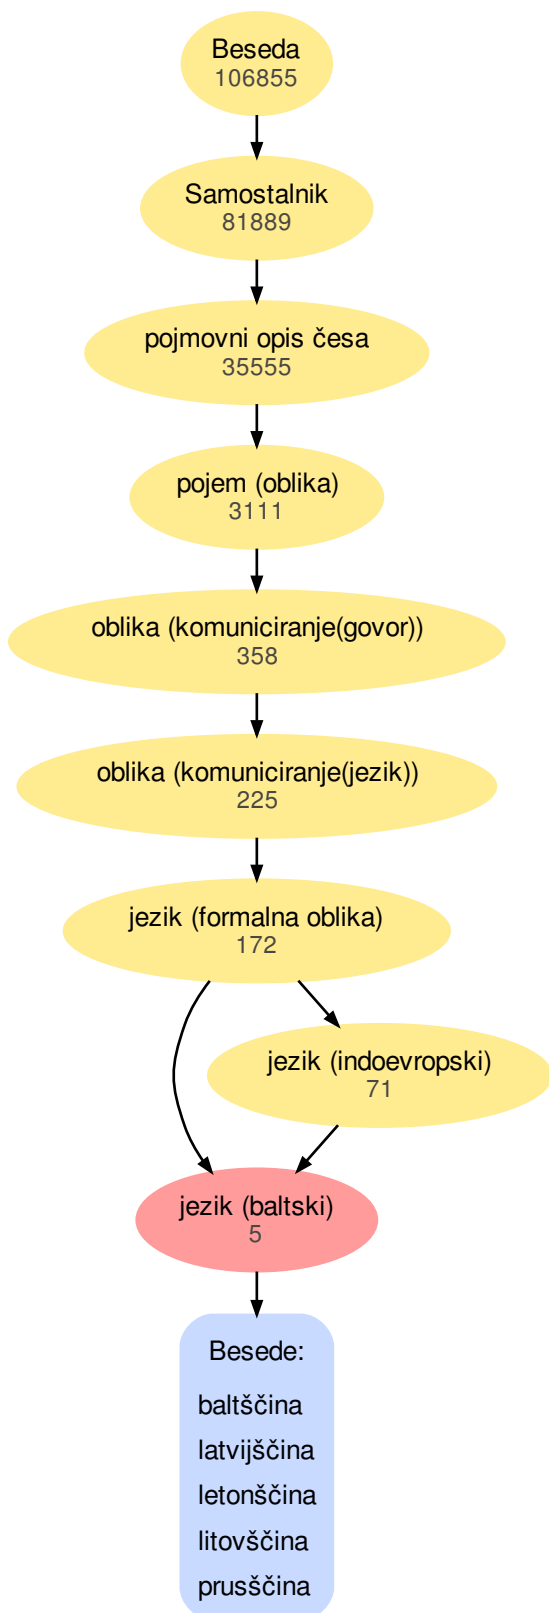 Beseda
106855
Samostalnik
81889
pojmovni opis česa
35555
pojem (oblika)
3111
oblika (komuniciranje(govor))
358
oblika (komuniciranje(jezik))
225
jezik (formalna oblika)
172
jezik (indoevropski)
71
jezik (baltski)
5
Besede:
baltščina
latvijščina
letonščina
litovščina
prusščina